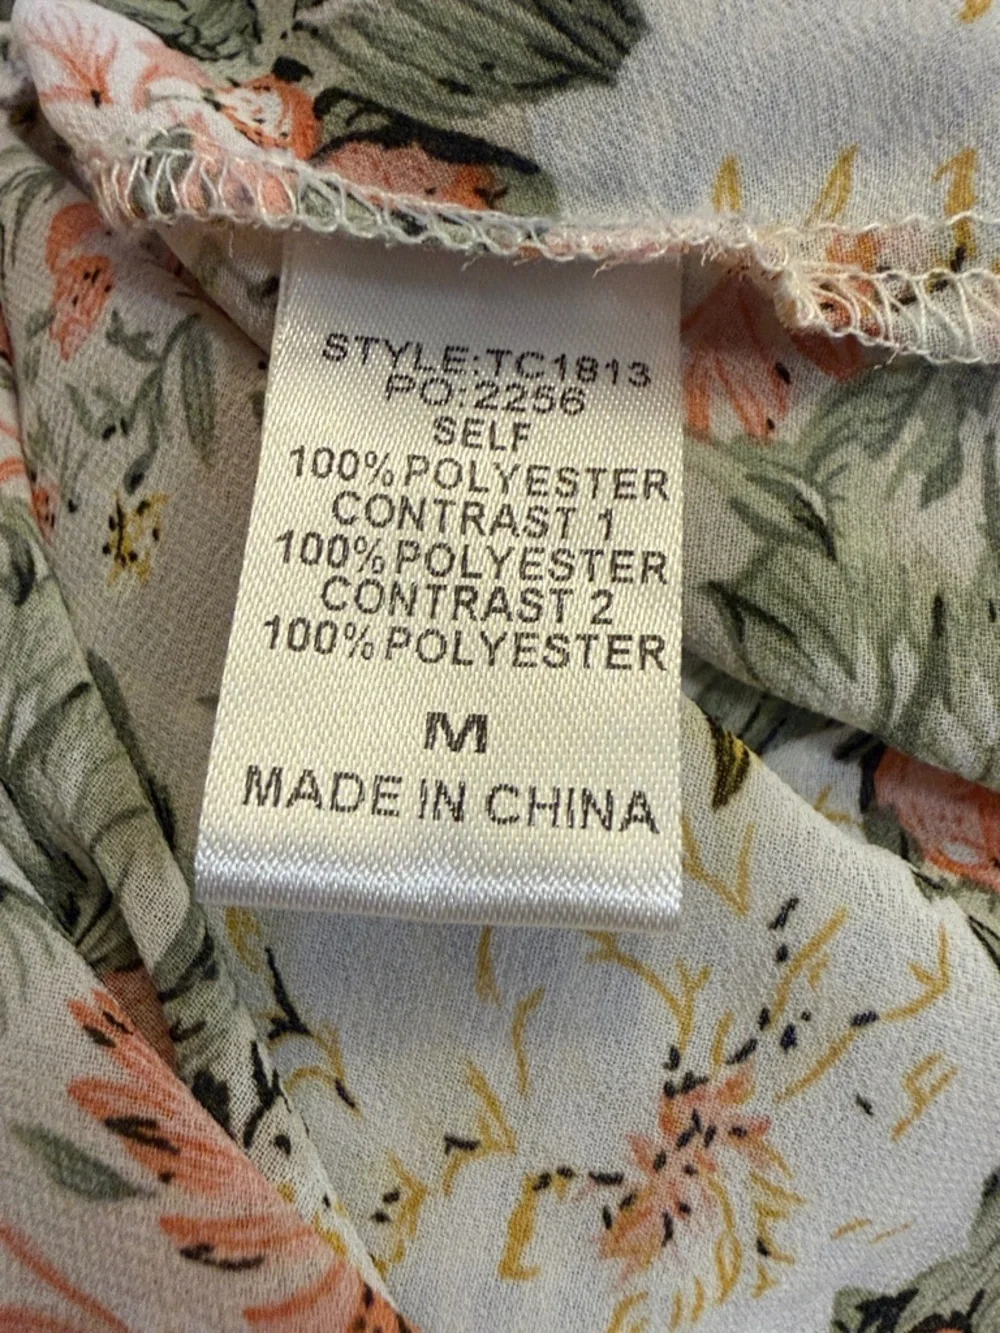 STYLE:TC1813
PO:2256
SELF
100% POLYESTER
CONTRAST 1
100% POLYESTER
CONTRAST 2
100% POLYESTER
M
MADE IN CHINA